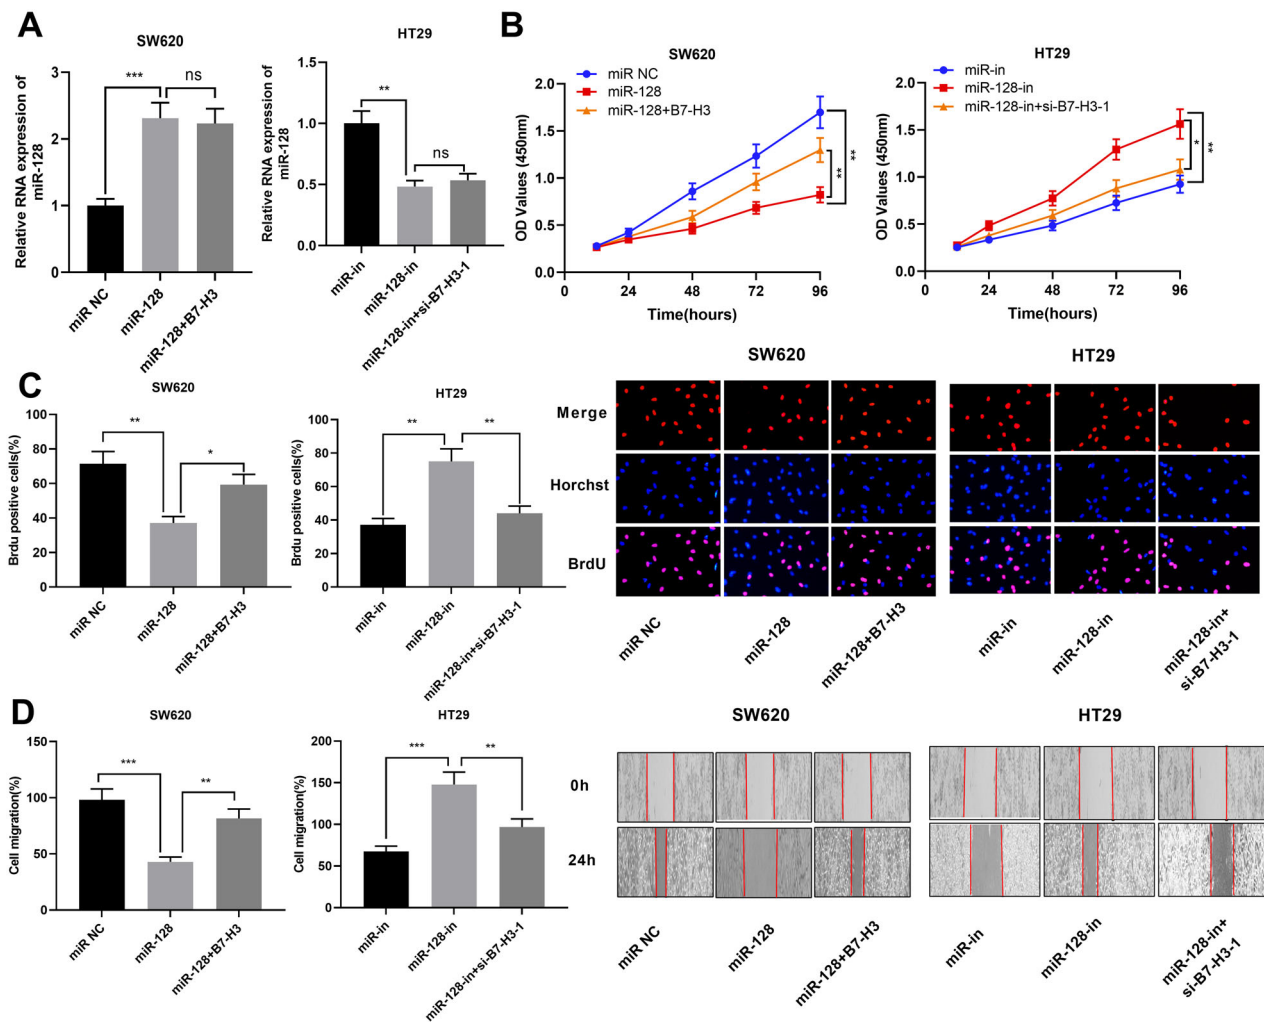 A
SW620
Relative RNA expression of
miR-128
3
2
1
0
***
ns
miR NC
miR-128
miR-128+B7-H3
HT29
Relative RNA expression of
miR-128
1.5
1.0
0.5
0.0
**
ns
miR-in
miR-128-in
miR-128-in+si-B7-H3-1
B
SW620
miR NC
miR-128
miR-128+B7-H3
OD Values (450nm)
2.0
1.5
1.0
0.5
0.0
0
24
48
72
96
Time(hours)
**
**
HT29
miR-in
miR-128-in
miR-128-in+si-B7-H3-1
OD Values (450nm)
2.0
1.5
1.0
0.5
0.0
0
24
48
72
96
Time(hours)
*
**
C
SW620
Brdu positive cells(%)
100
80
60
40
20
0
**
*
miR NC
miR-128
miR-128+B7-H3
HT29
Brdu positive cells(%)
100
80
60
40
20
0
**
**
miR-in
miR-128-in
miR-128-in+si-B7-H3-1
SW620
HT29
Merge
Horchst
BrdU
miR NC
miR-128
miR-128+B7-H3
miR-in
miR-128-in
miR-128-in+
si-B7-H3-1
D
SW620
Cell migration(%)
150
100
50
0
***
**
miR NC
miR-128
miR-128+B7-H3
HT29
Cell migration(%)
200
150
100
50
0
***
**
miR-in
miR-128-in
miR-128-in+si-B7-H3-1
SW620
HT29
0h
24h
miR NC
miR-128
miR-128+B7-H3
miR-in
miR-128-in
miR-128-in+
si-B7-H3-1